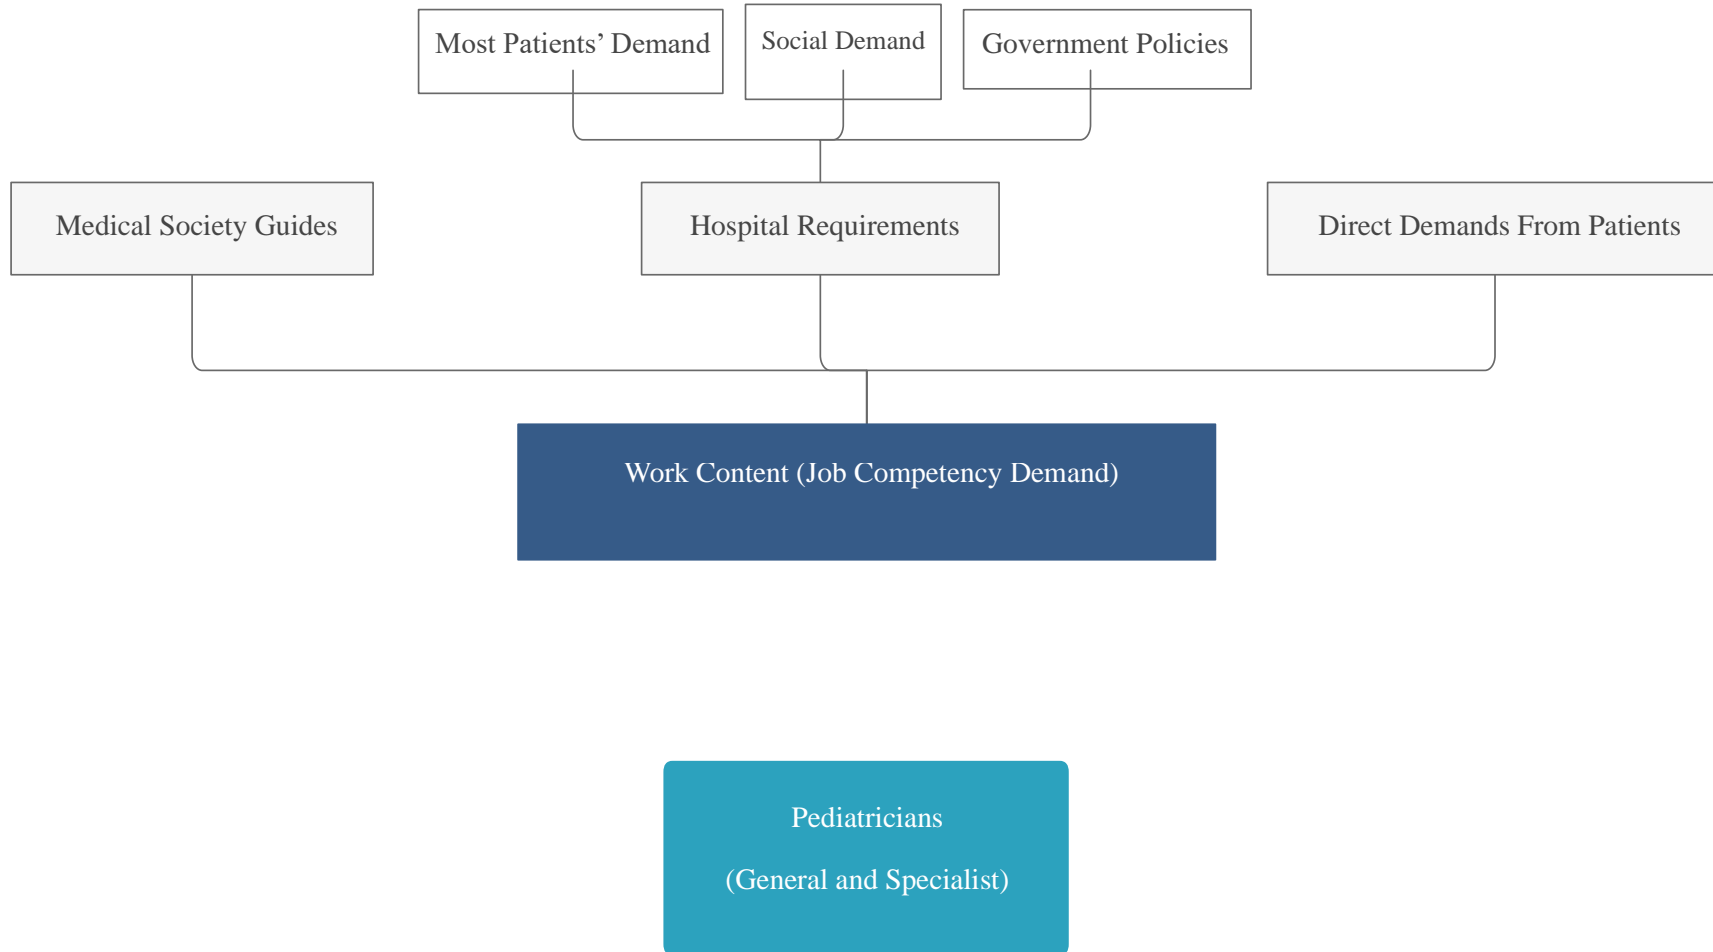 Most Patients’ Demand
Social Demand
Government Policies
Medical Society Guides
Hospital Requirements
Direct Demands From Patients
Work Content (Job Competency Demand)
Pediatricians
(General and Specialist)